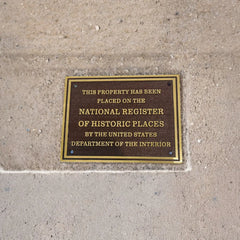 THIS PROPERTY HAS BEEN
PLACED ON THE
NATIONAL REGISTER
OF HISTORIC PLACES
BY THE UNITED STATES
DEPARTMENT OF THE INTERIOR